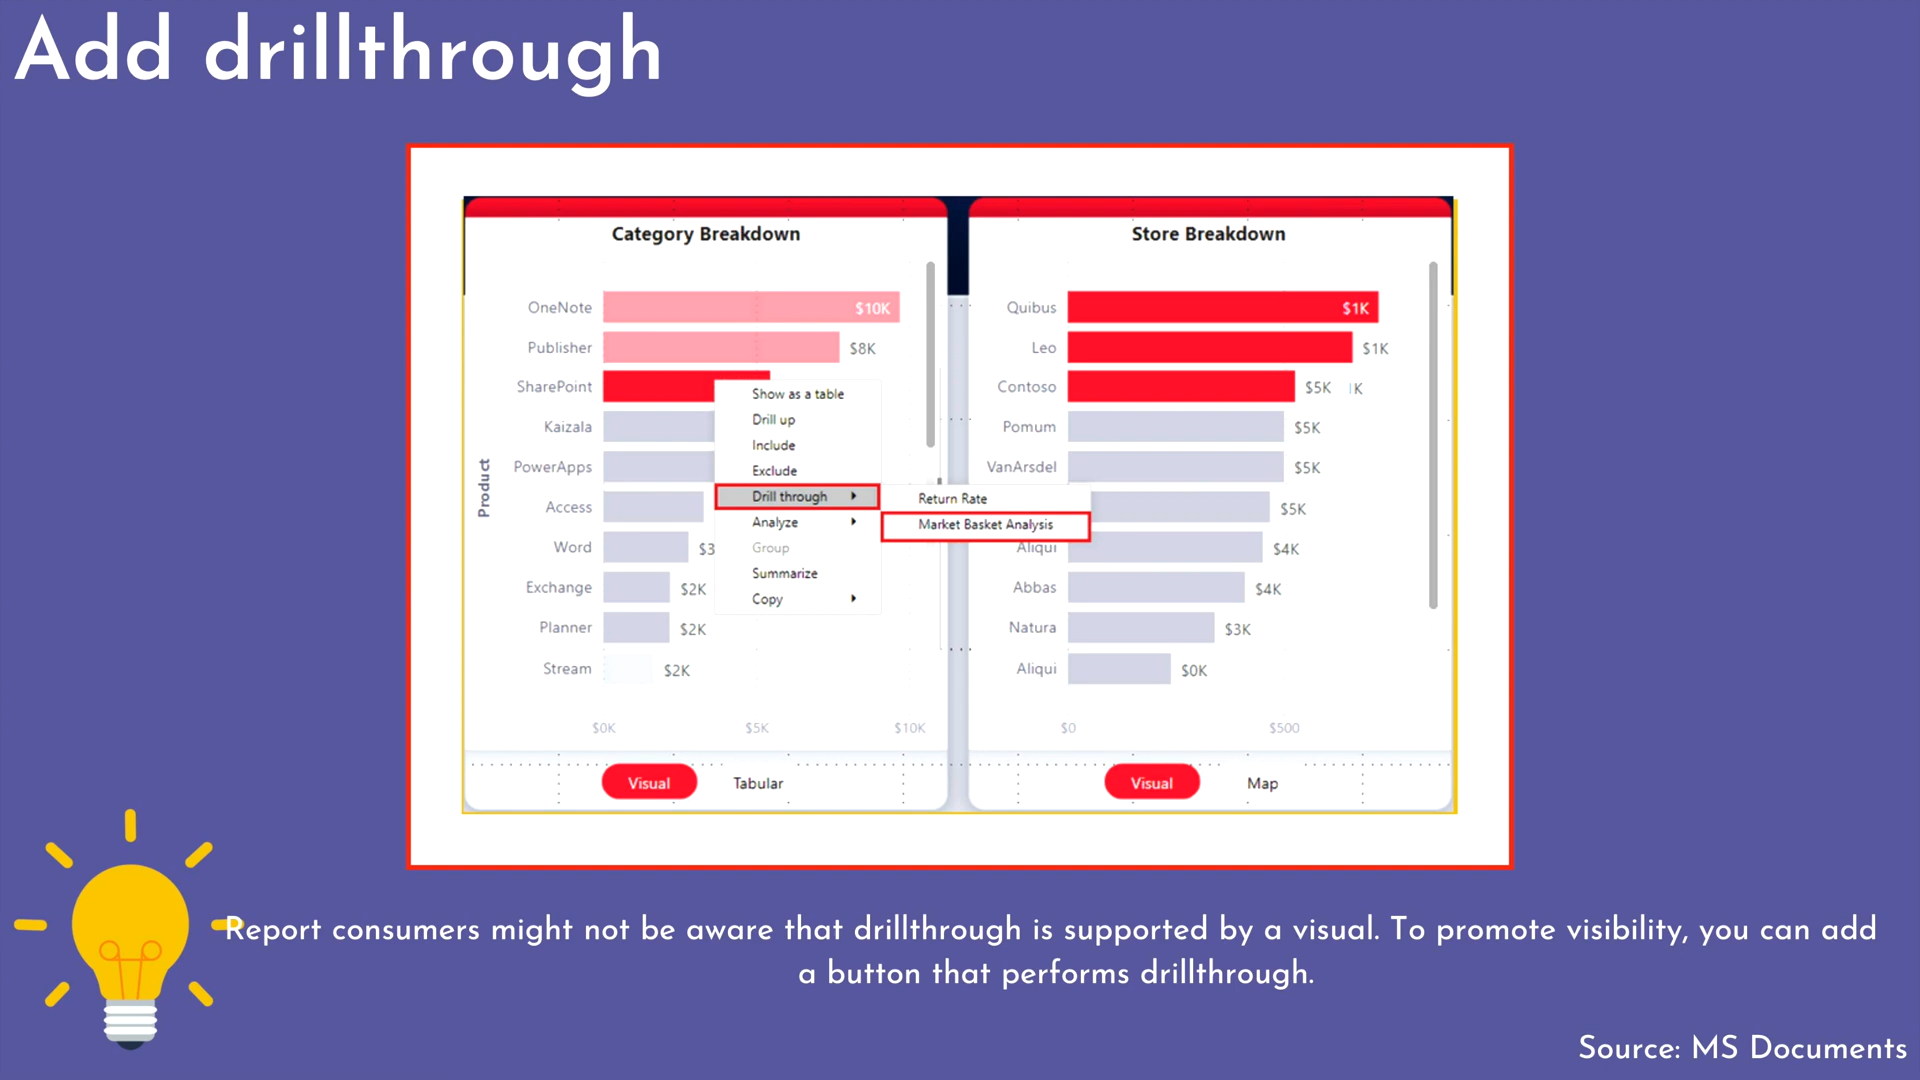 Add drillthrough
Category Breakdown
Product
OneNote $10K
Publisher $8K
SharePoint
Kaizala
PowerApps
Access
Word $3
Exchange $2K
Planner $2K
Stream $2K
$0K $5K $10K
Visual Tabular
Show as a table
Drill up
Include
Exclude
Drill through
Analyze
Group
Summarize
Copy
Return Rate
Market Basket Analysis
Store Breakdown
Quibus $1K
Leo $1K
Contoso $5K
Pomum $5K
VanArsdel $5K
$5K
Aliqui $4K
Abbas $4K
Natura $3K
Aliqui $0K
$0 $500
Visual Map
Report consumers might not be aware that drillthrough is supported by a visual. To promote visibility, you can add
a button that performs drillthrough.
Source: MS Documents